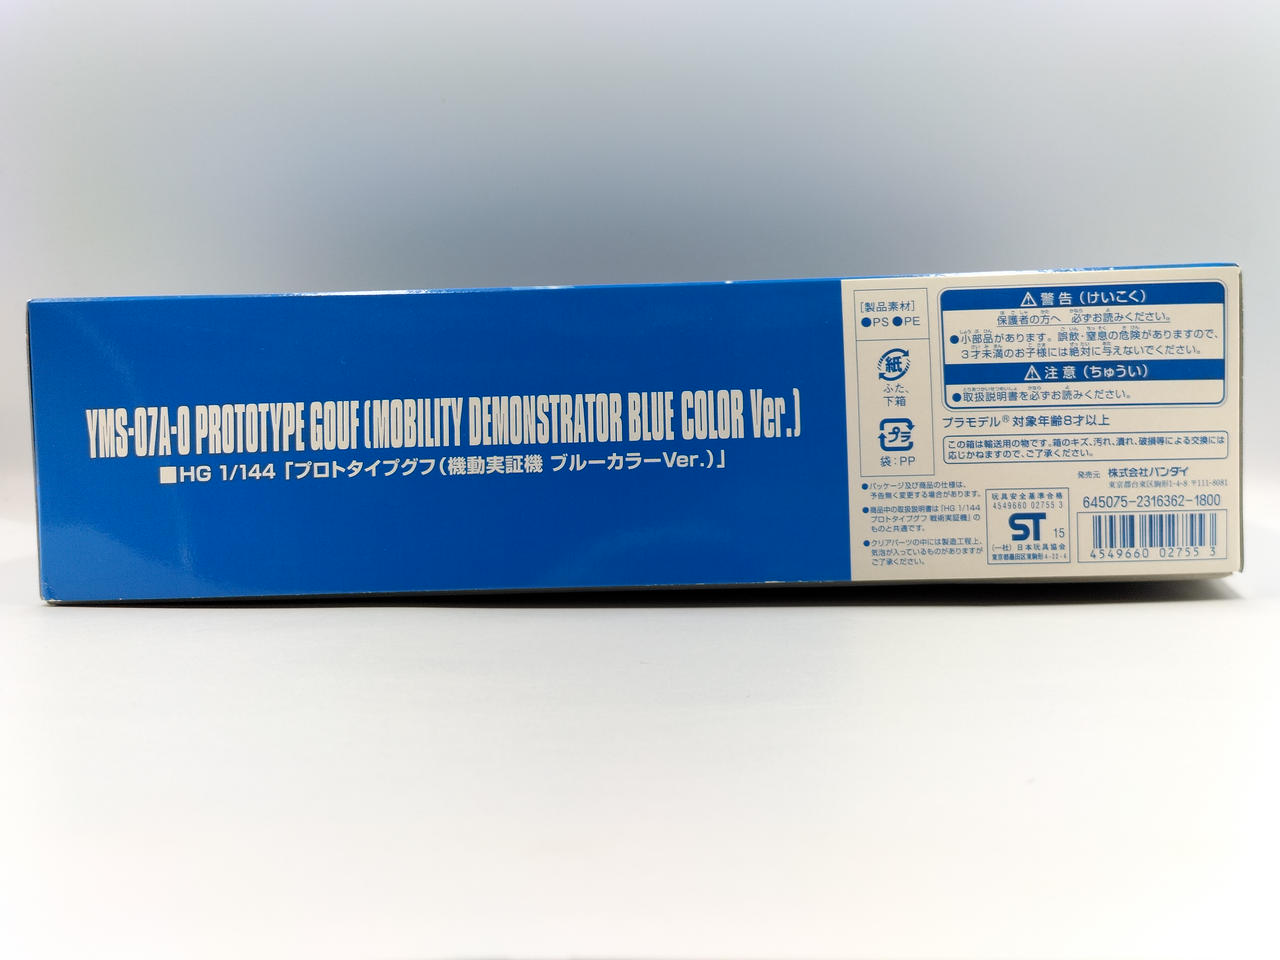 YMS-07A-0 PROTOTYPE GOUF (MOBILITY DEMONSTRATOR BLUE COLOR Ver.)
■HG 1/144「プロトタイプグフ(機動実証機 ブルーカラーVer.)」
[製品素材]
●PS ●PE
紙
ふた、
下箱
プラ
袋:PP
●パッケージ及び商品の仕様は、
予告無く変更する場合があります。
●商品中の取扱説明書は「HG 1/144
プロトタイプグフ 戦術実証機」の
ものと共通です。
●クリアパーツの中には製造工程上、
気泡が入っているものがありますが
ご了承ください。
⚠警告(けいこく)
保護者の方へ 必ずお読みください。
●小部品があります。誤飲・窒息の危険がありますので、
3才未満のお子様には絶対に与えないでください。
⚠注意(ちゅうい)
●取扱説明書を必ずお読みください。
プラモデル® 対象年齢8才以上
この箱は輸送用の物です。箱のキズ、汚れ、潰れ、破損等による交換には
応じかねますので、ご了承ください。
発売元 株式会社バンダイ
東京都台東区駒形1-4-8 〒111-8081
645075-2316362-1800
玩具安全基準合格
4549660 02755 3
ST 15
(一社)日本玩具協会
東京都墨田区東駒形4-22-4
4549660 02755 3